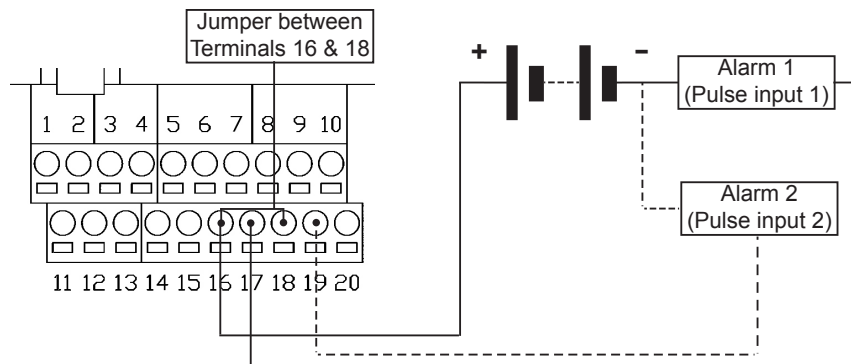 Jumper between
Terminals 16 & 18
+ –
Alarm 1
(Pulse input 1)
1 2 3 4 5 6 7 8 9 10
Alarm 2
(Pulse input 2)
11 12 13 14 15 16 17 18 19 20